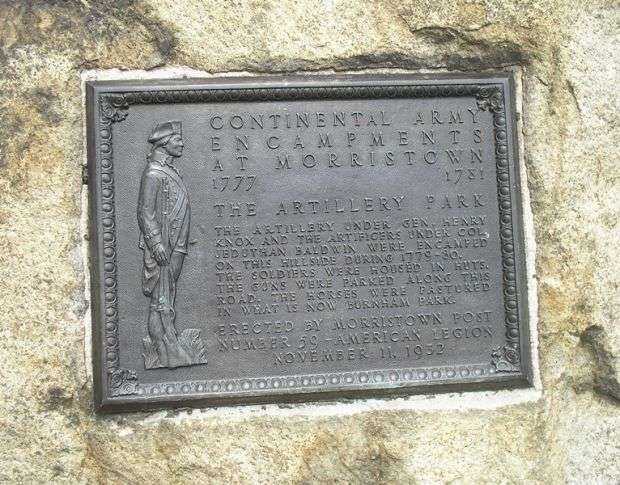 CONTINENTAL ARMY
ENCAMPMENTS
AT MORRISTOWN
1777 1781
THE ARTILLERY PARK
THE ARTILLERY UNDER GEN. HENRY
KNOX AND THE ARTIFICERS UNDER COL.
JEDUTHAN BALDWIN WERE ENCAMPED
ON THIS HILLSIDE DURING 1779-80.
THE SOLDIERS WERE HOUSED IN HUTS.
THE GUNS WERE PARKED ALONG THIS
ROAD. THE HORSES WERE PASTURED
IN WHAT IS NOW BURNHAM PARK.
ERECTED BY MORRISTOWN POST
NUMBER 59-AMERICAN LEGION
NOVEMBER 11, 1932